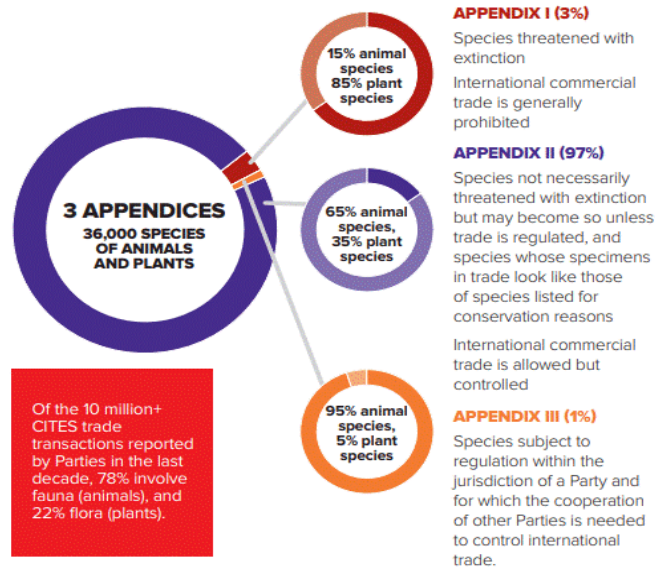 3 APPENDICES
36,000 SPECIES
OF ANIMALS
AND PLANTS
15% animal
species
85% plant
species
APPENDIX I (3%)
Species threatened with
extinction
International commercial
trade is generally
prohibited
65% animal
species,
35% plant
species
APPENDIX II (97%)
Species not necessarily
threatened with extinction
but may become so unless
trade is regulated, and
species whose specimens
in trade look like those
of species listed for
conservation reasons
International commercial
trade is allowed but
controlled
95% animal
species,
5% plant
species
APPENDIX III (1%)
Species subject to
regulation within the
jurisdiction of a Party and
for which the cooperation
of other Parties is needed
to control international
trade.
Of the 10 million+
CITES trade
transactions reported
by Parties in the last
decade, 78% involve
fauna (animals), and
22% flora (plants).